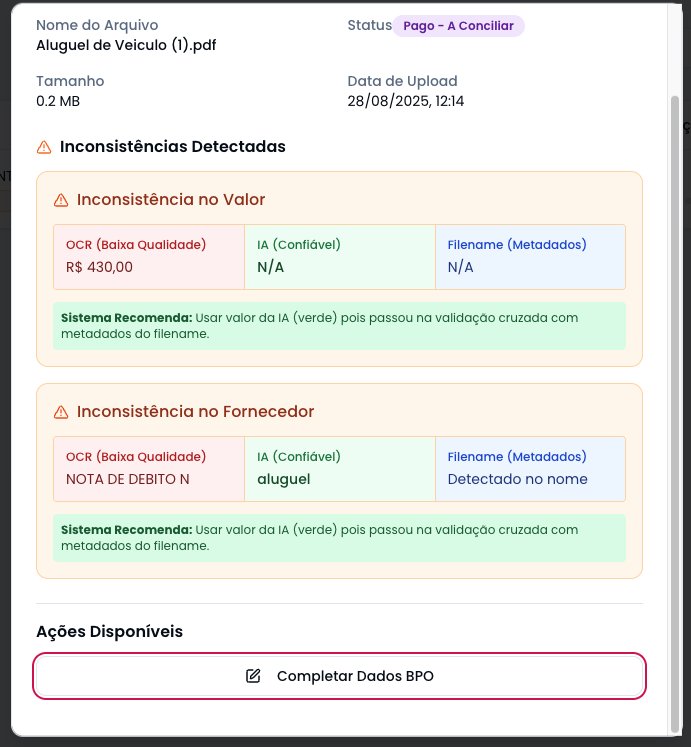 Nome do Arquivo
Aluguel de Veiculo (1).pdf
Status Pago - A Conciliar
Tamanho
0.2 MB
Data de Upload
28/08/2025, 12:14
Inconsistências Detectadas
Inconsistência no Valor
OCR (Baixa Qualidade)
R$ 430,00
IA (Confiável)
N/A
Filename (Metadados)
N/A
Sistema Recomenda: Usar valor da IA (verde) pois passou na validação cruzada com
metadados do filename.
Inconsistência no Fornecedor
OCR (Baixa Qualidade)
NOTA DE DEBITO N
IA (Confiável)
aluguel
Filename (Metadados)
Detectado no nome
Sistema Recomenda: Usar valor da IA (verde) pois passou na validação cruzada com
metadados do filename.
Ações Disponíveis
Completar Dados BPO